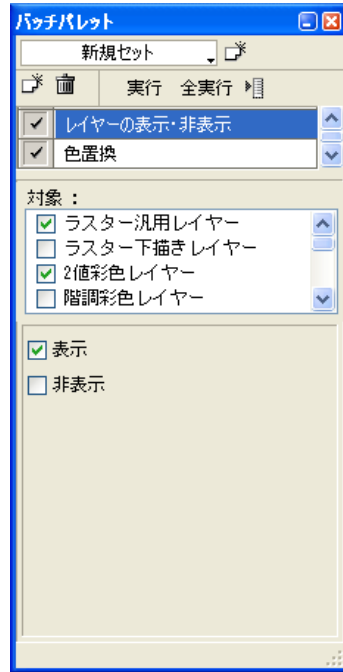 バッチパレット
新規セット
実行 全実行
レイヤーの表示・非表示
色置換
対象：
ラスター汎用レイヤー
ラスター下描きレイヤー
2値彩色レイヤー
階調彩色レイヤー
表示
非表示